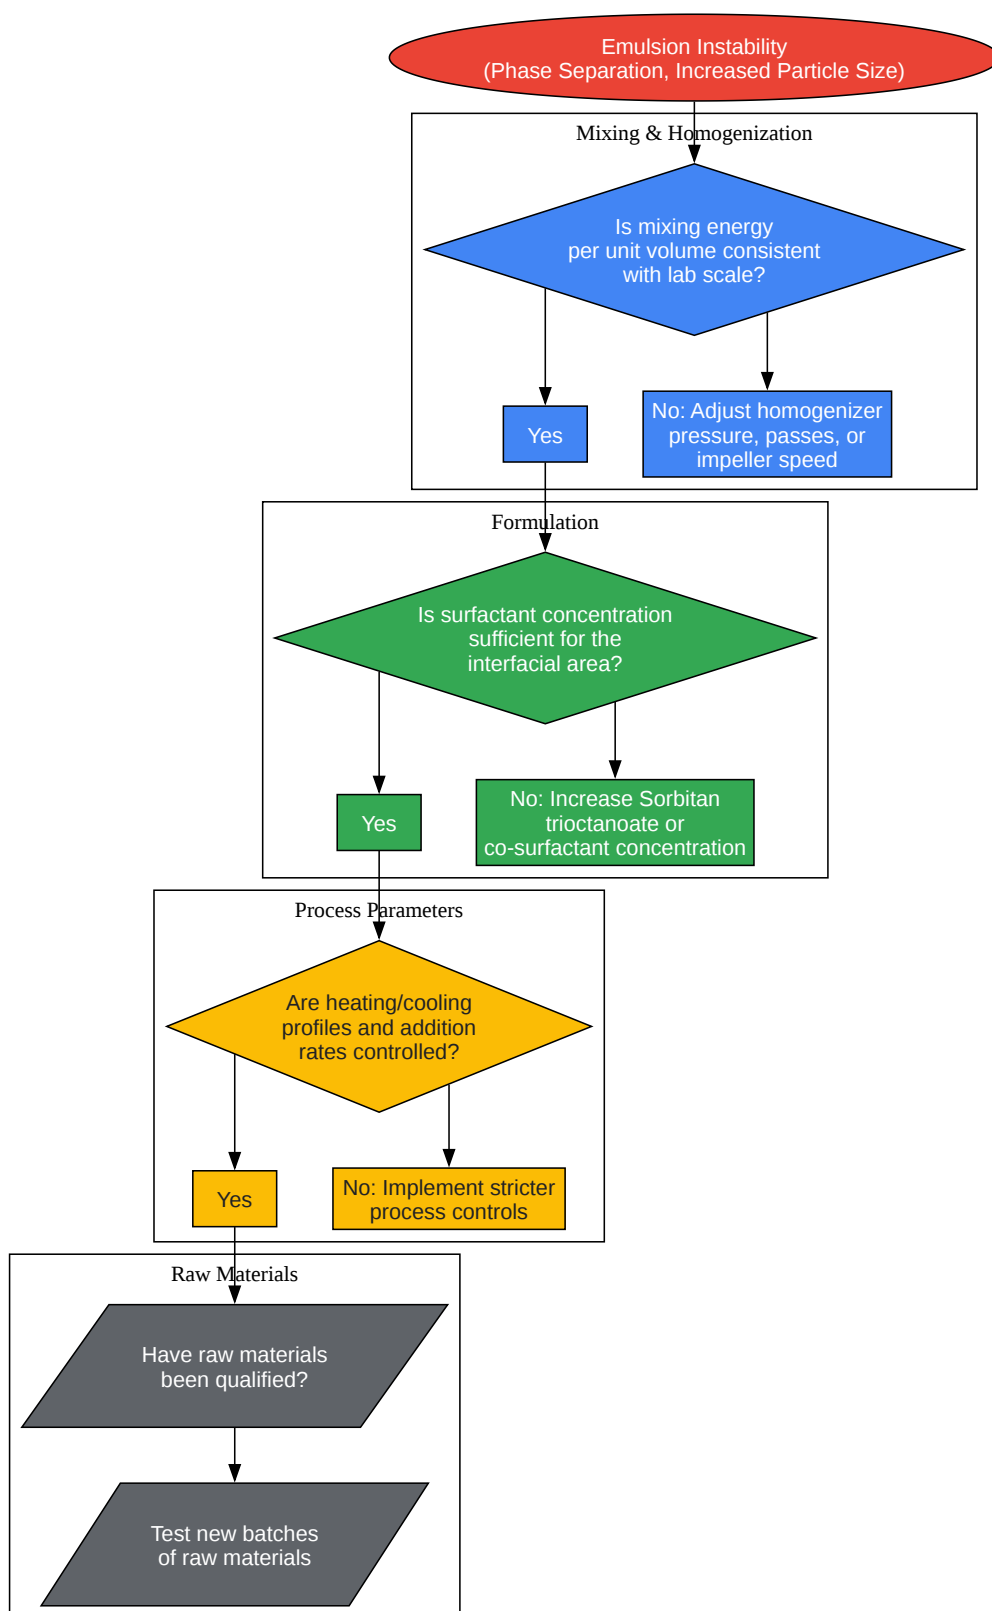 Emulsion Instability
(Phase Separation, Increased Particle Size)
Mixing & Homogenization
Is mixing energy
per unit volume consistent
with lab scale?
Yes
No: Adjust homogenizer
pressure, passes, or
impeller speed
Formulation
Is surfactant concentration
sufficient for the
interfacial area?
Yes
No: Increase Sorbitan
trioctanoate or
co-surfactant concentration
Process Parameters
Are heating/cooling
profiles and addition
rates controlled?
Yes
No: Implement stricter
process controls
Raw Materials
Have raw materials
been qualified?
Test new batches
of raw materials